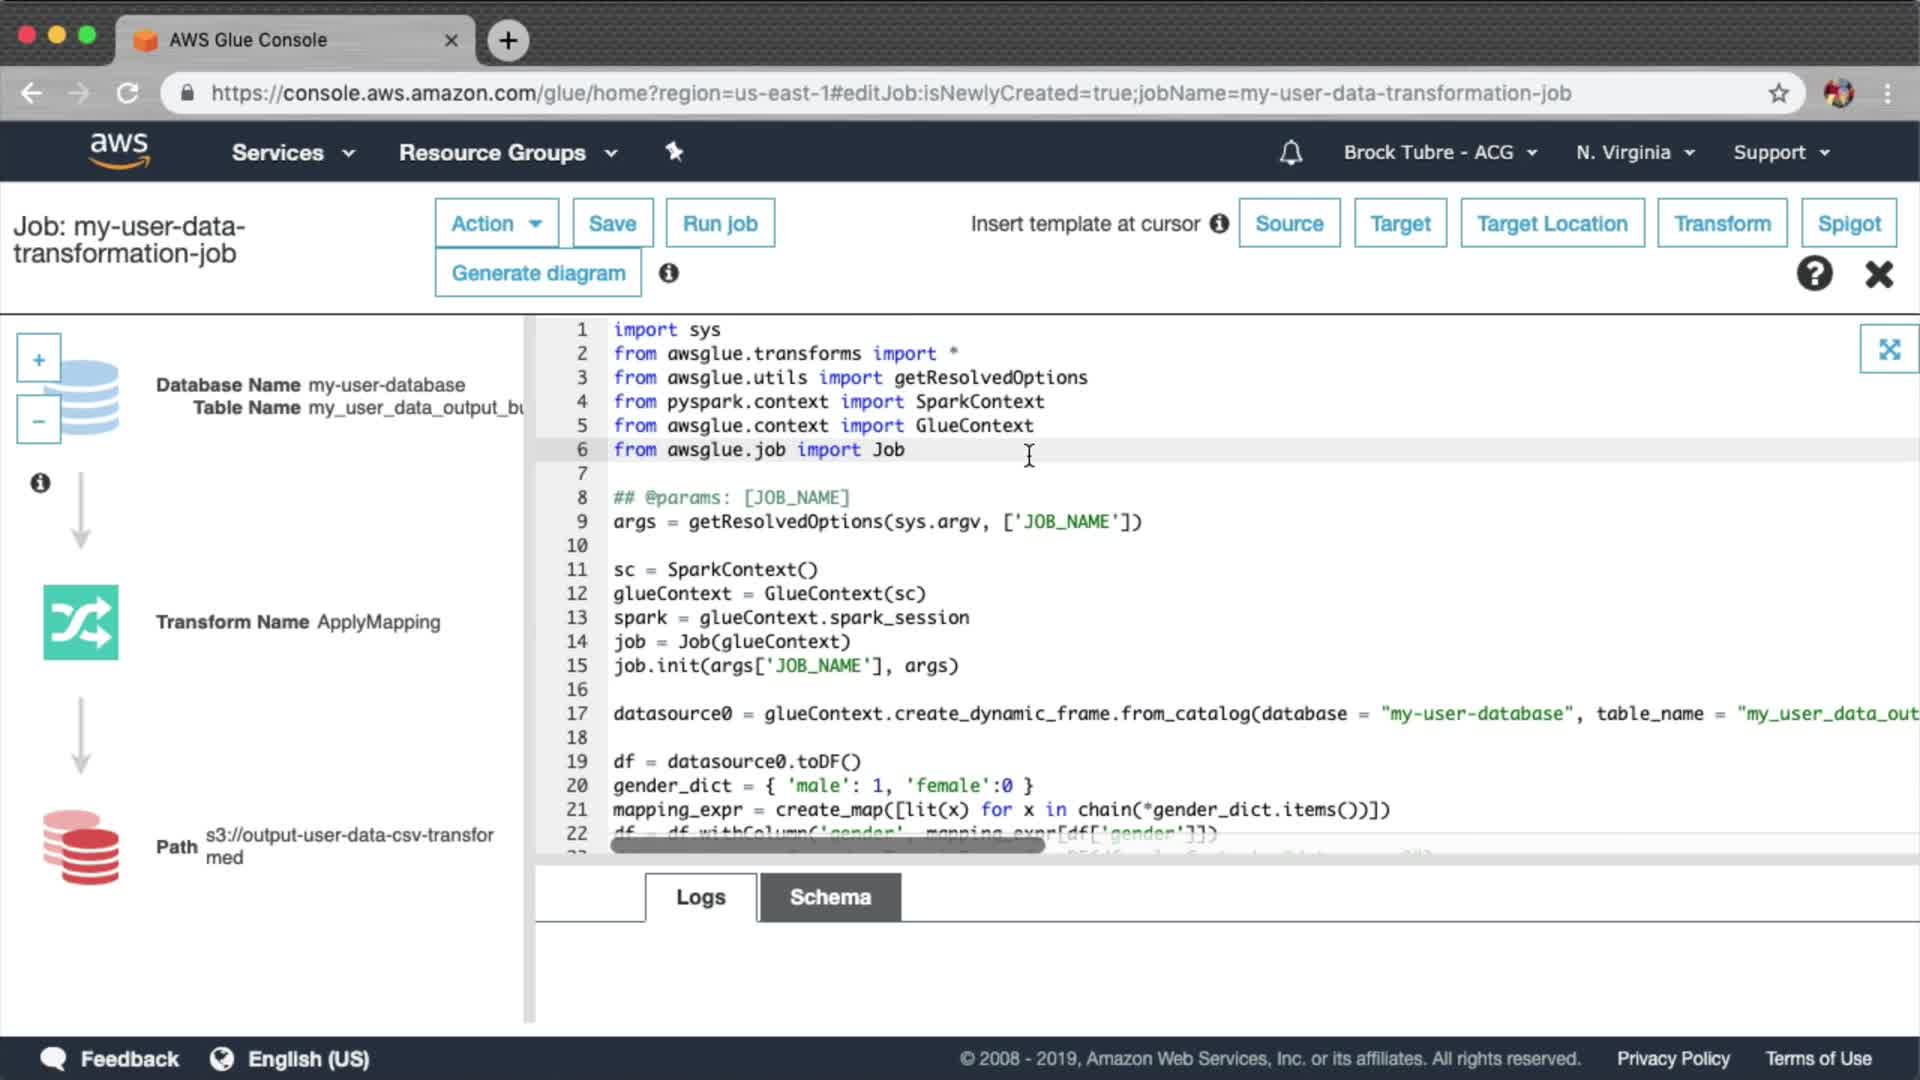 AWS Glue Console
https://console.aws.amazon.com/glue/home?region=us-east-1#editJob:isNewlyCreated=true;jobName=my-user-data-transformation-job
aws
Services
Resource Groups
Brock Tubre - ACG
N. Virginia
Support
Job: my-user-data-
transformation-job
Action
Save
Run job
Generate diagram
Insert template at cursor
Source
Target
Target Location
Transform
Spigot
Database Name my-user-database
Table Name my_user_data_output_bu
Transform Name ApplyMapping
Path s3://output-user-data-csv-transfor
med
1 import sys
2 from awsglue.transforms import *
3 from awsglue.utils import getResolvedOptions
4 from pyspark.context import SparkContext
5 from awsglue.context import GlueContext
6 from awsglue.job import Job
7
8 ## @params: [JOB_NAME]
9 args = getResolvedOptions(sys.argv, ['JOB_NAME'])
10
11 sc = SparkContext()
12 glueContext = GlueContext(sc)
13 spark = glueContext.spark_session
14 job = Job(glueContext)
15 job.init(args['JOB_NAME'], args)
16
17 datasource0 = glueContext.create_dynamic_frame.from_catalog(database = "my-user-database", table_name = "my_user_data_out
18
19 df = datasource0.toDF()
20 gender_dict = { 'male': 1, 'female':0 }
21 mapping_expr = create_map([lit(x) for x in chain(*gender_dict.items())])
22 df = df.withColumn('gender', mapping_expr[df['gender']])
Logs
Schema
Feedback
English (US)
© 2008 - 2019, Amazon Web Services, Inc. or its affiliates. All rights reserved.
Privacy Policy
Terms of Use